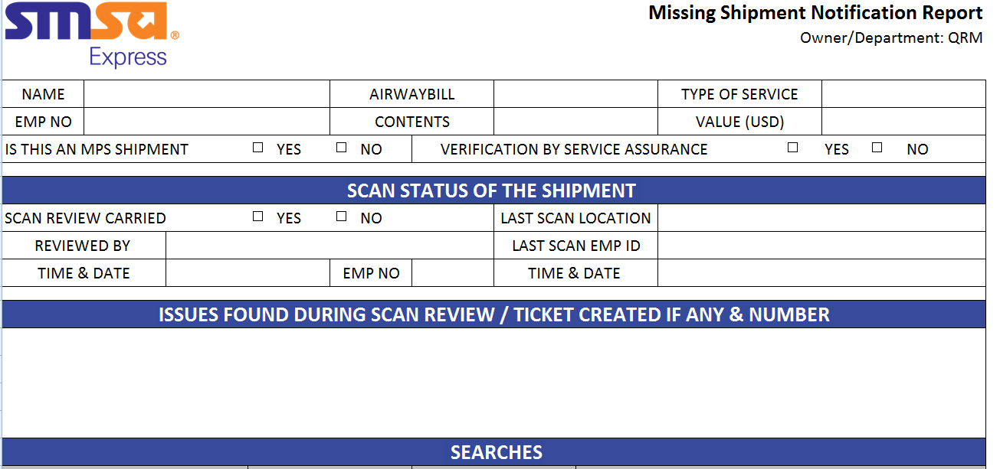 smsa®
Express
Missing Shipment Notification Report
Owner/Department: QRM
NAME AIRWAYBILL TYPE OF SERVICE
EMP NO CONTENTS VALUE (USD)
IS THIS AN MPS SHIPMENT YES NO VERIFICATION BY SERVICE ASSURANCE YES NO
SCAN STATUS OF THE SHIPMENT
SCAN REVIEW CARRIED YES NO LAST SCAN LOCATION
REVIEWED BY LAST SCAN EMP ID
TIME & DATE EMP NO TIME & DATE
ISSUES FOUND DURING SCAN REVIEW / TICKET CREATED IF ANY & NUMBER
SEARCHES